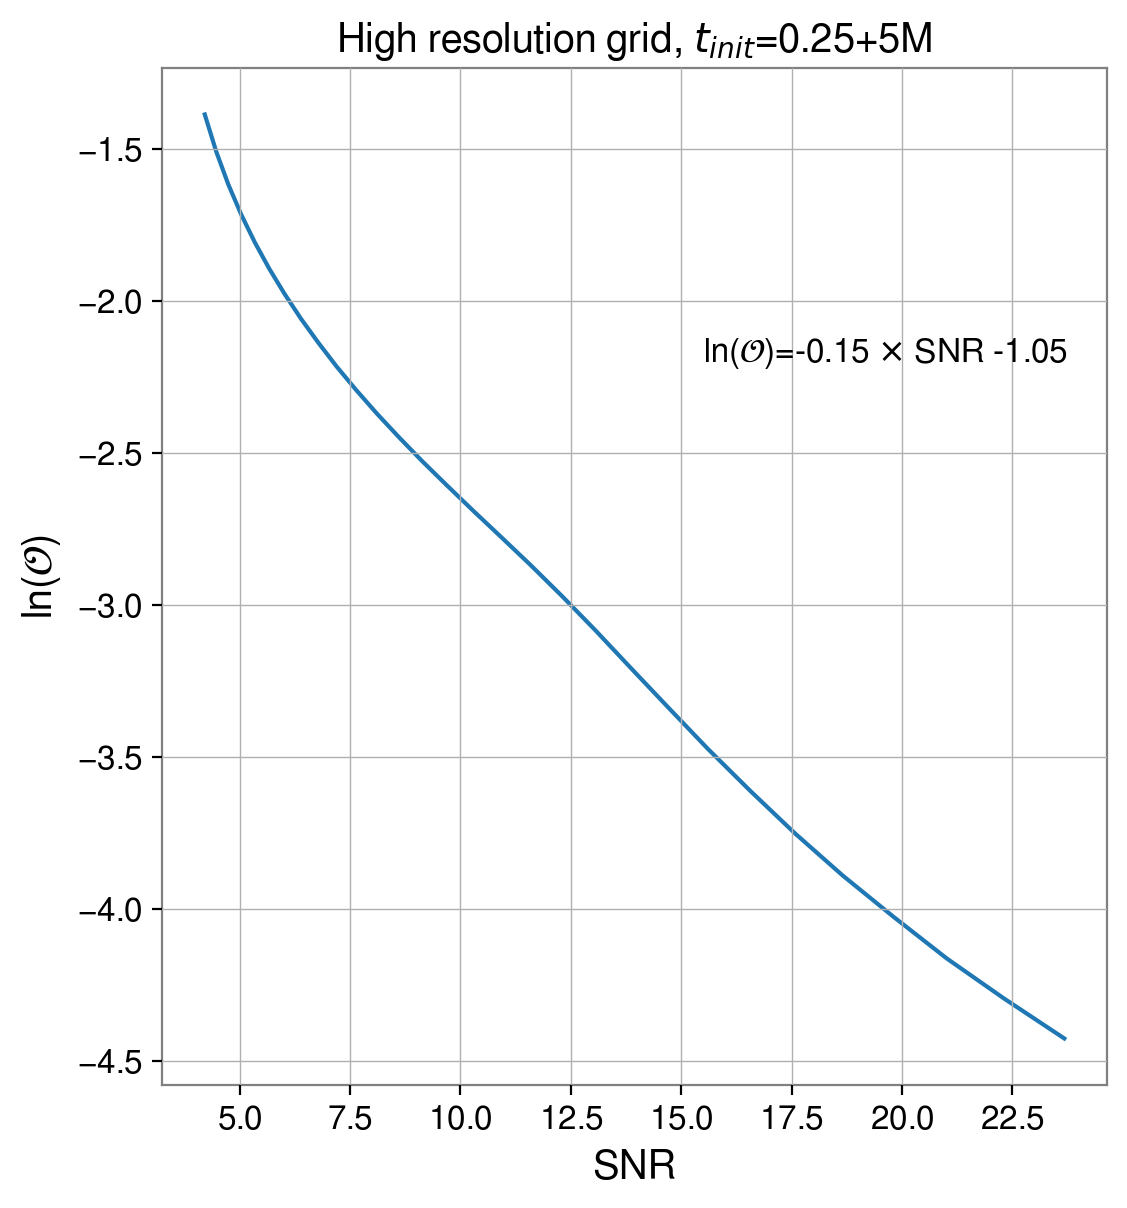 High resolution grid, t_init=0.25+5M
−1.5
−2.0
ln(𝒪)=-0.15 × SNR -1.05
−2.5
ln(𝒪)
−3.0
−3.5
−4.0
−4.5
5.0 7.5 10.0 12.5 15.0 17.5 20.0 22.5
SNR